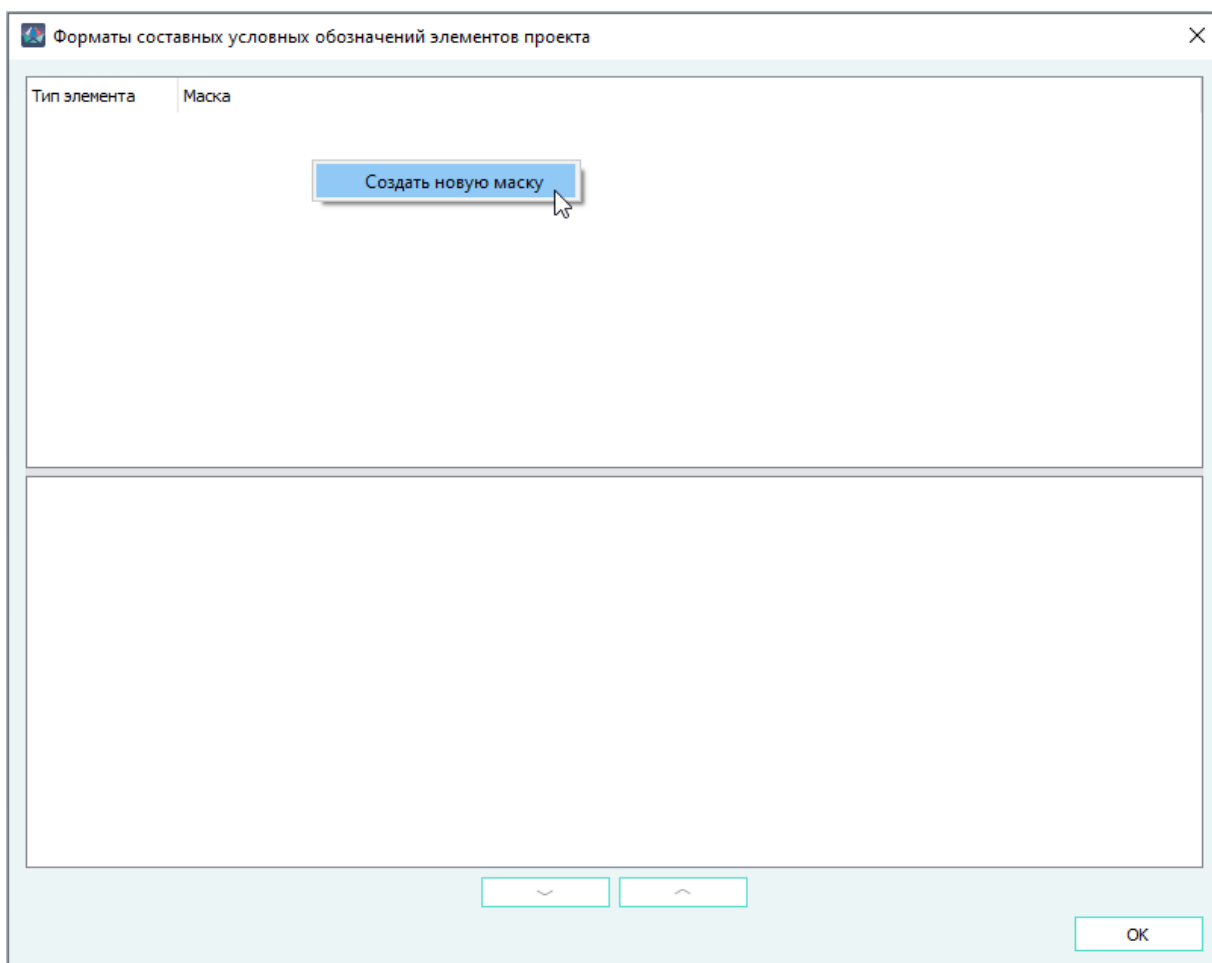 Форматы составных условных обозначений элементов проекта
Тип элемента Маска
Создать новую маску
OK